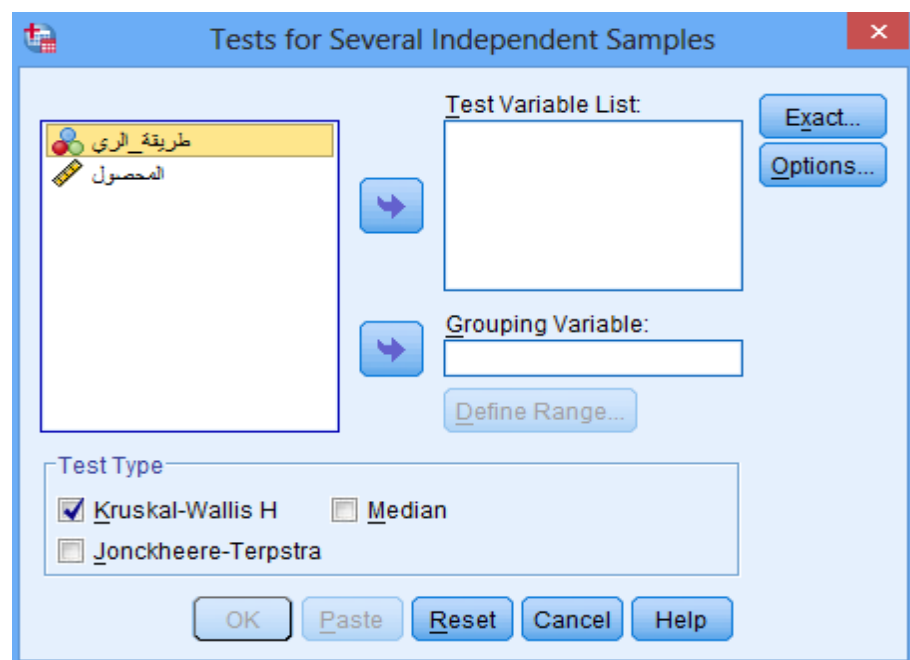 Tests for Several Independent Samples
طريقة_الري
المحصول
Test Variable List:
Exact...
Options...
Grouping Variable:
Define Range...
Test Type
Kruskal-Wallis H
Median
Jonckheere-Terpstra
OK
Paste
Reset
Cancel
Help